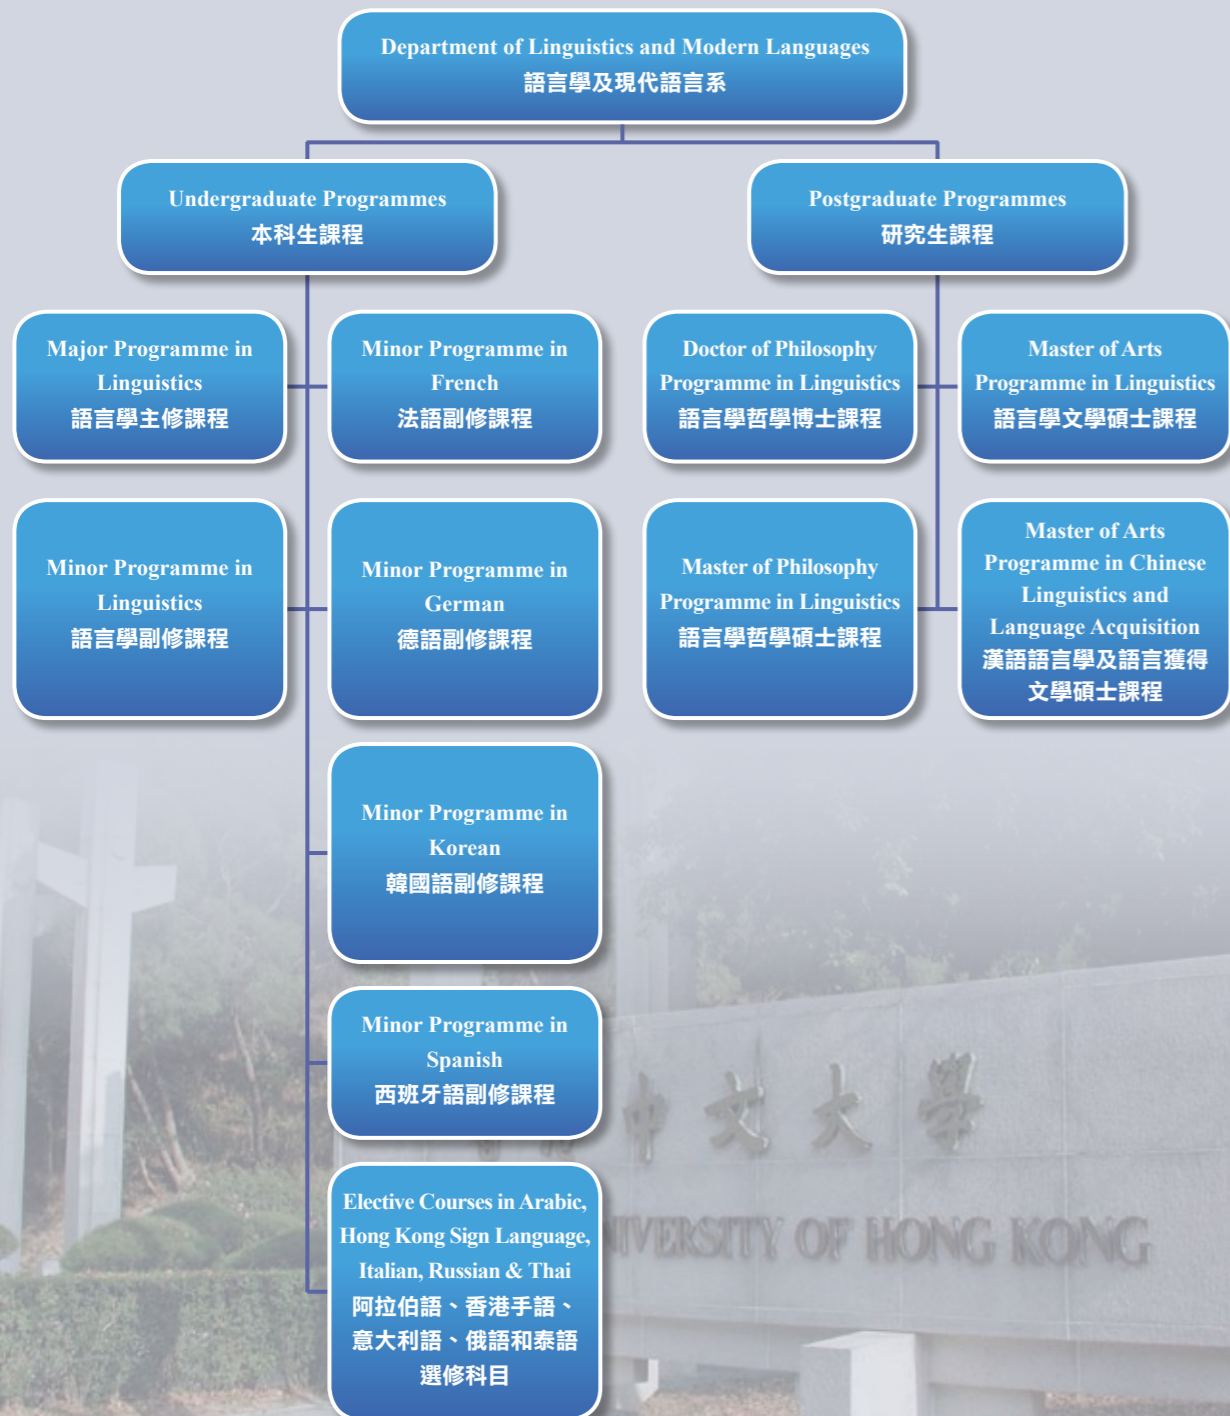 Department of Linguistics and Modern Languages
語言學及現代語言系
Undergraduate Programmes
本科生課程
Postgraduate Programmes
研究生課程
Major Programme in
Linguistics
語言學主修課程
Minor Programme in
French
法語副修課程
Doctor of Philosophy
Programme in Linguistics
語言學哲學博士課程
Master of Arts
Programme in Linguistics
語言學文學碩士課程
Minor Programme in
Linguistics
語言學副修課程
Minor Programme in
German
德語副修課程
Master of Philosophy
Programme in Linguistics
語言學哲學碩士課程
Master of Arts
Programme in Chinese
Linguistics and
Language Acquisition
漢語語言學及語言獲得
文學碩士課程
Minor Programme in
Korean
韓國語副修課程
Minor Programme in
Spanish
西班牙語副修課程
中文大學
Elective Courses in Arabic,
Hong Kong Sign Language,
Italian, Russian & Thai
阿拉伯語、香港手語、
意大利語、俄語和泰語
選修科目
NIVERSITY OF HONG KONG